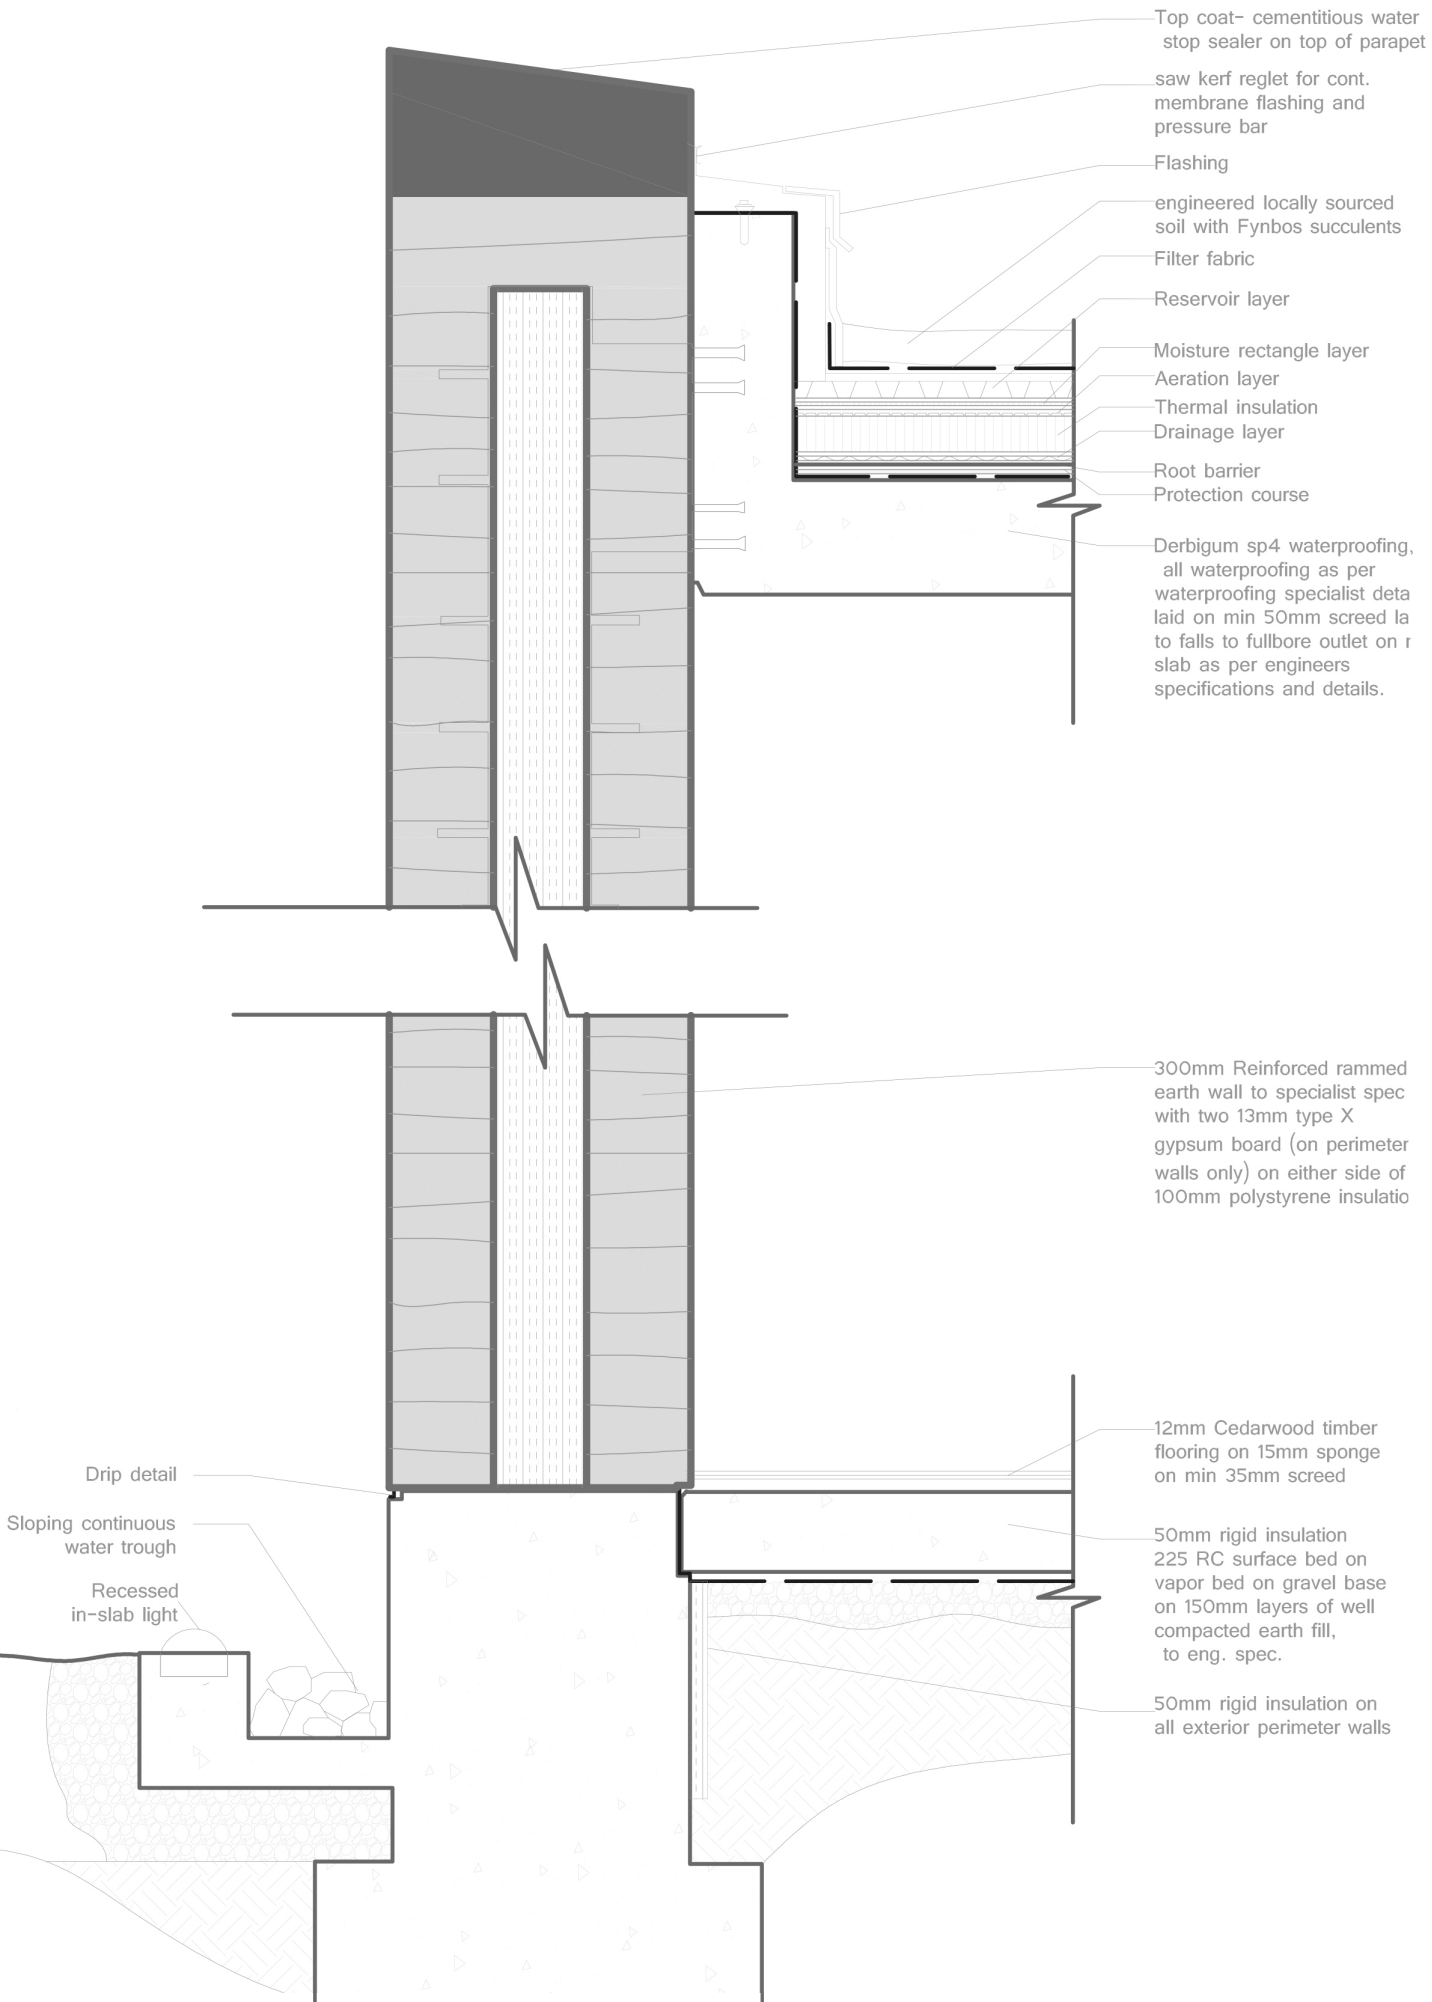 Top coat- cementitious water
stop sealer on top of parapet
saw kerf reglet for cont.
membrane flashing and
pressure bar
Flashing
engineered locally sourced
soil with Fynbos succulents
Filter fabric
Reservoir layer
Moisture rectangle layer
Aeration layer
Thermal insulation
Drainage layer
Root barrier
Protection course
Derbigum sp4 waterproofing,
all waterproofing as per
waterproofing specialist deta
laid on min 50mm screed la
to falls to fullbore outlet on r
slab as per engineers
specifications and details.
300mm Reinforced rammed
earth wall to specialist spec
with two 13mm type X
gypsum board (on perimeter
walls only) on either side of
100mm polystyrene insulatio
12mm Cedarwood timber
flooring on 15mm sponge
on min 35mm screed
50mm rigid insulation
225 RC surface bed on
vapor bed on gravel base
on 150mm layers of well
compacted earth fill,
to eng. spec.
50mm rigid insulation on
all exterior perimeter walls
Drip detail
Sloping continuous
water trough
Recessed
in-slab light